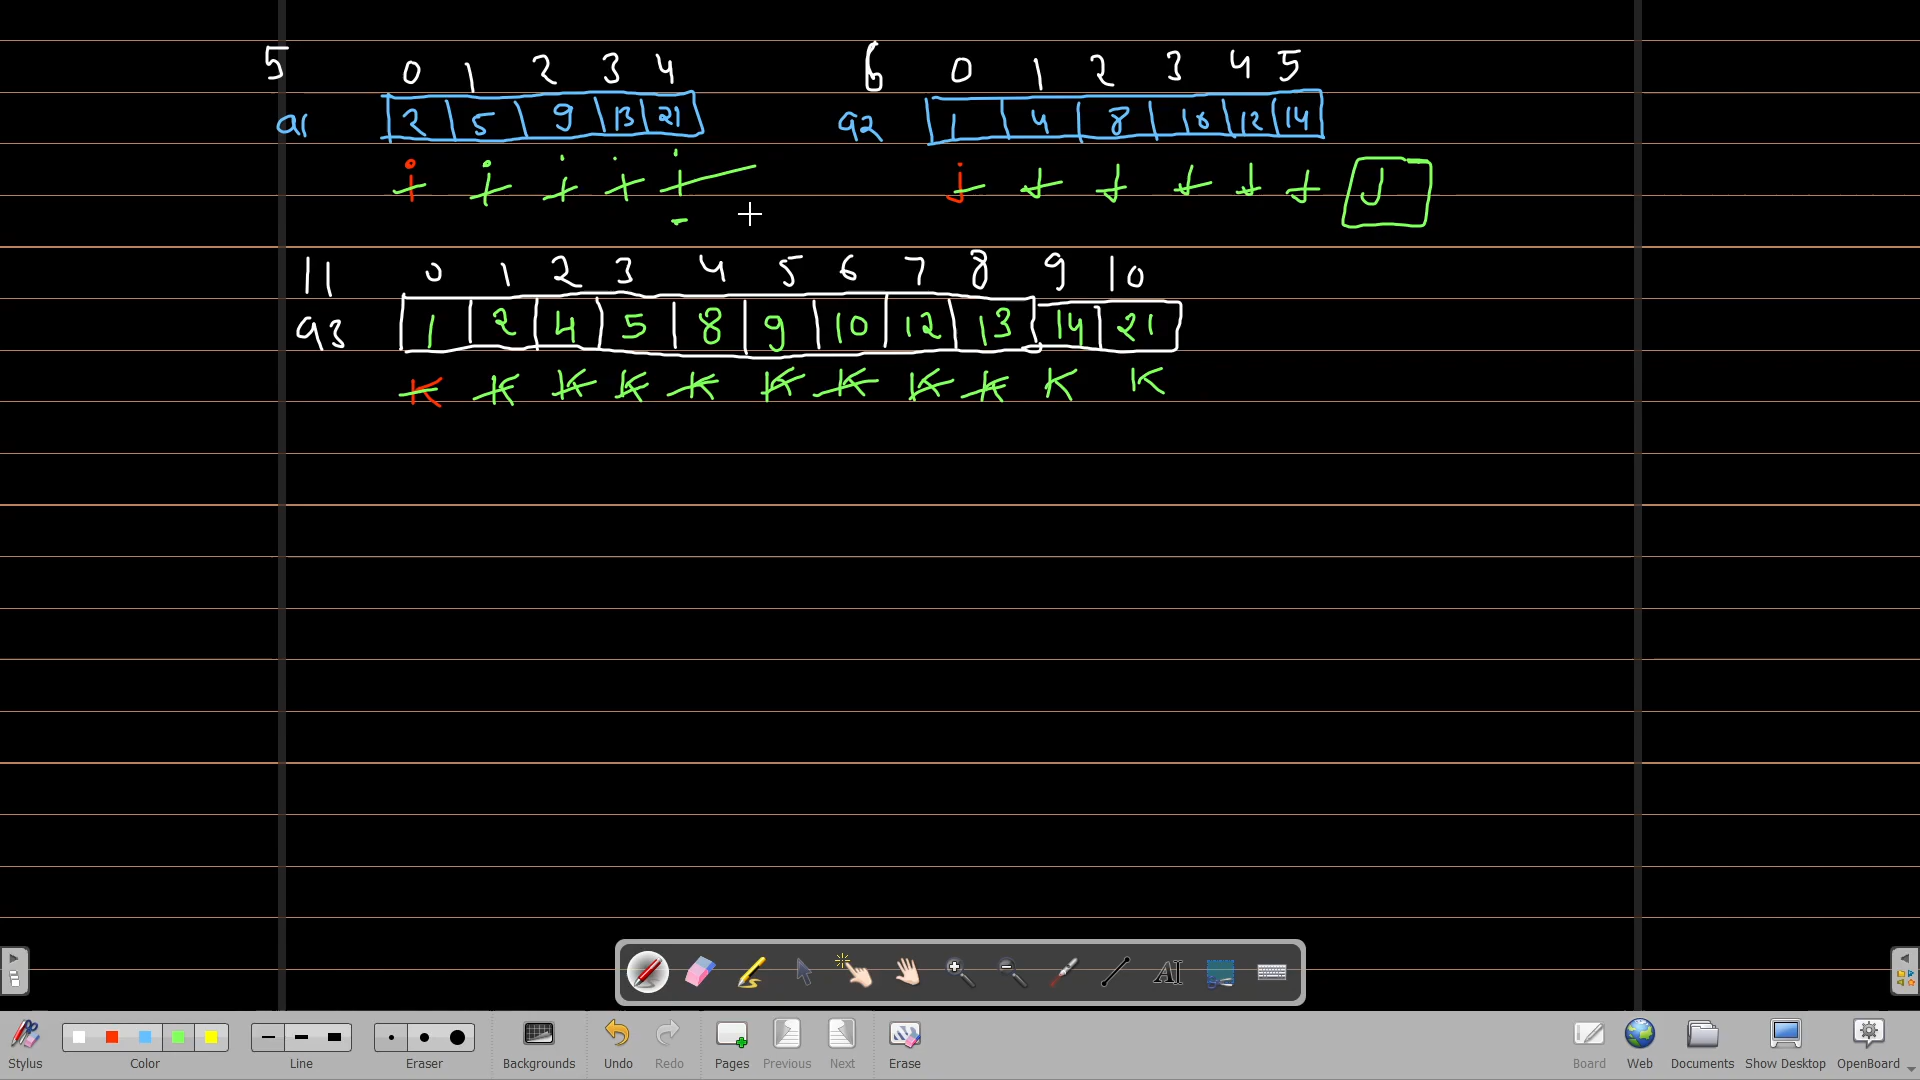 5 0 1 2 3 4 6 0 1 2 3 4 5
a1 2 5 9 13 21 a2 1 4 8 10 12 14
i i i i i j j j j j j J
11 0 1 2 3 4 5 6 7 8 9 10
a3 1 2 4 5 8 9 10 12 13 14 21
K K K K K K K K K K K
Stylus Color Line Eraser Backgrounds Undo Redo Pages Previous Next Erase Board Web Documents Show Desktop OpenBoard